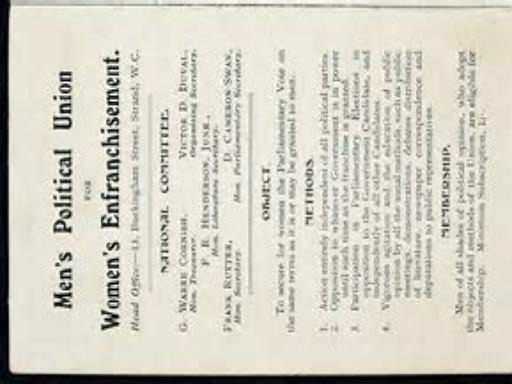 Men's Political Union
FOR
Women's Enfranchisement.
Head Office—13, Buckingham Street, Strand, W.C.
NATIONAL COMMITTEE.
G. WARRE CORNISH, VICTOR D. DUVAL,
Hon. Treasurer. Organising Secretary.
F. R. HENDERSON, JUNR.,
Hon. Literature Secretary.
FRANK RUTTER, D. CAMERON-SWAN,
Hon. Secretary. Hon. Parliamentary Secretary.
OBJECT.
To secure for women the Parliamentary Vote on
the same terms as it is or may be granted to men.
METHODS.
1. Action entirely independent of all political parties.
2. Opposition to whatever Government is in power
until such time as the franchise is granted.
3. Participation in Parliamentary Elections in
opposition to the Government Candidate, and
independently of all other Candidates.
4. Vigorous agitation and the education of public
opinion by all the usual methods, such as public
meetings, demonstrations, debates, distribution
of literature, newspaper correspondence and
deputations to public representatives.
MEMBERSHIP.
Men of all shades of political opinion, who adopt
the objects and methods of the Union, are eligible for
Membership. Minimum Subscription, 1/-